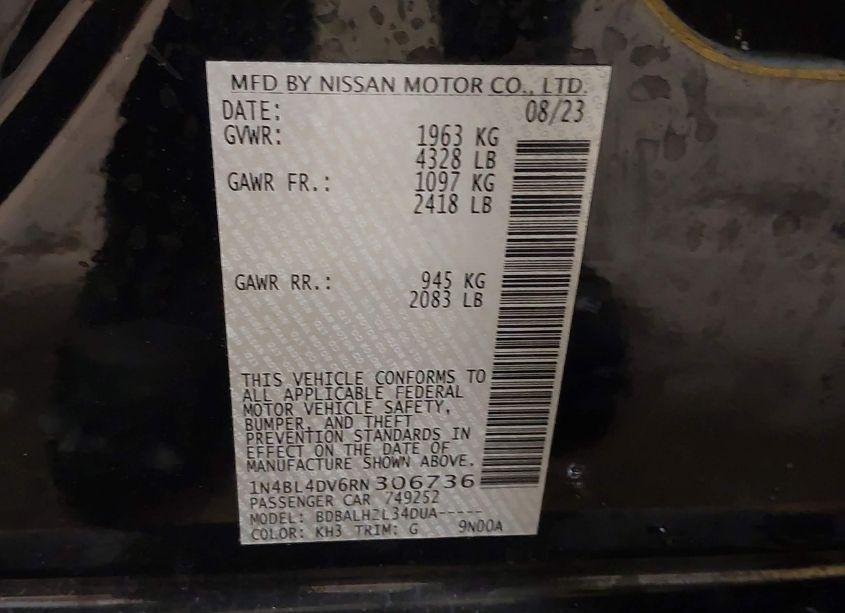 MFD BY NISSAN MOTOR CO., LTD.
DATE: 08/23
GVWR: 1963 KG
4328 LB
GAWR FR.: 1097 KG
2418 LB
GAWR RR.: 945 KG
2083 LB
THIS VEHICLE CONFORMS TO
ALL APPLICABLE FEDERAL
MOTOR VEHICLE SAFETY,
BUMPER, AND THEFT
PREVENTION STANDARDS IN
EFFECT ON THE DATE OF
MANUFACTURE SHOWN ABOVE.
1N4BL4DV6RN306736
PASSENGER CAR 749252
MODEL: BDBALHZL34DUA-----
COLOR: KH3 TRIM: G 9N00A